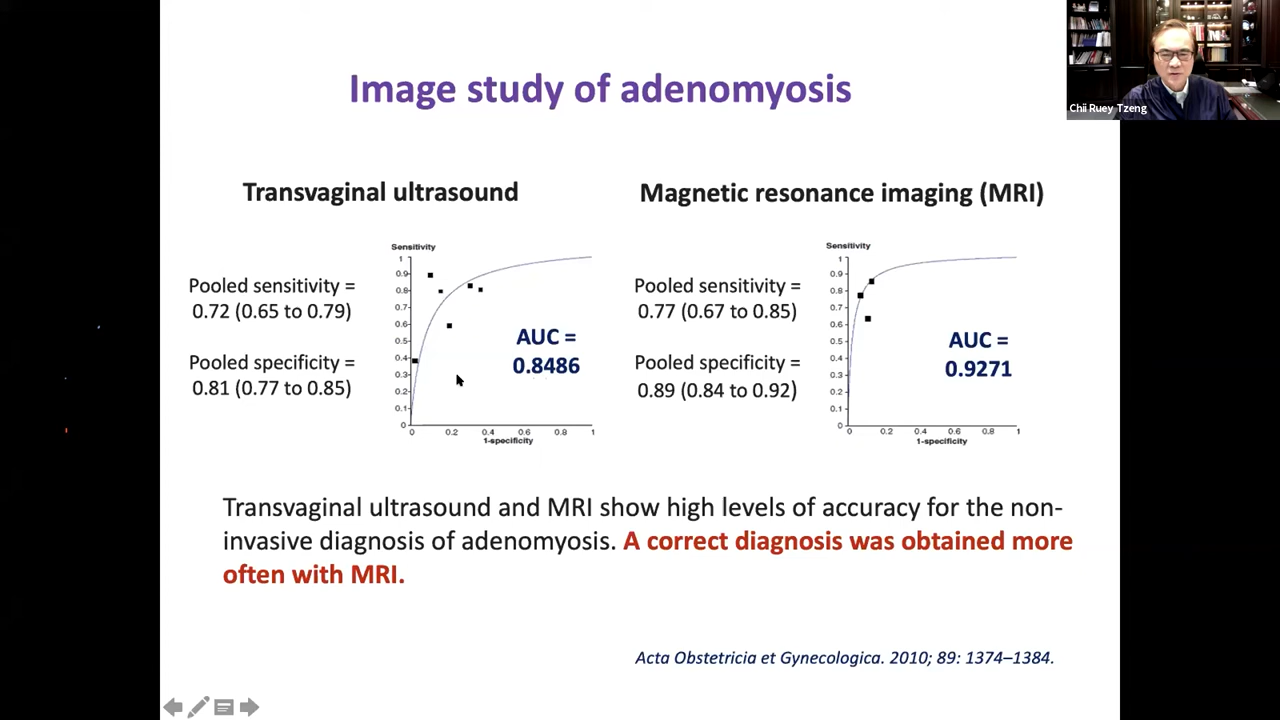 Chii Ruey Tzeng
Image study of adenomyosis
Transvaginal ultrasound
Pooled sensitivity =
0.72 (0.65 to 0.79)
Pooled specificity =
0.81 (0.77 to 0.85)
Sensitivity
1
0.9
0.8
0.7
0.6
0.5
0.4
0.3
0.2
0.1
0
0 0.2 0.4 0.6 0.8 1
1-specificity
AUC =
0.8486
Magnetic resonance imaging (MRI)
Pooled sensitivity =
0.77 (0.67 to 0.85)
Pooled specificity =
0.89 (0.84 to 0.92)
Sensitivity
1
0.9
0.8
0.7
0.6
0.5
0.4
0.3
0.2
0.1
0
0 0.2 0.4 0.6 0.8 1
1-specificity
AUC =
0.9271
Transvaginal ultrasound and MRI show high levels of accuracy for the non-
invasive diagnosis of adenomyosis. A correct diagnosis was obtained more
often with MRI.
Acta Obstetricia et Gynecologica. 2010; 89: 1374–1384.